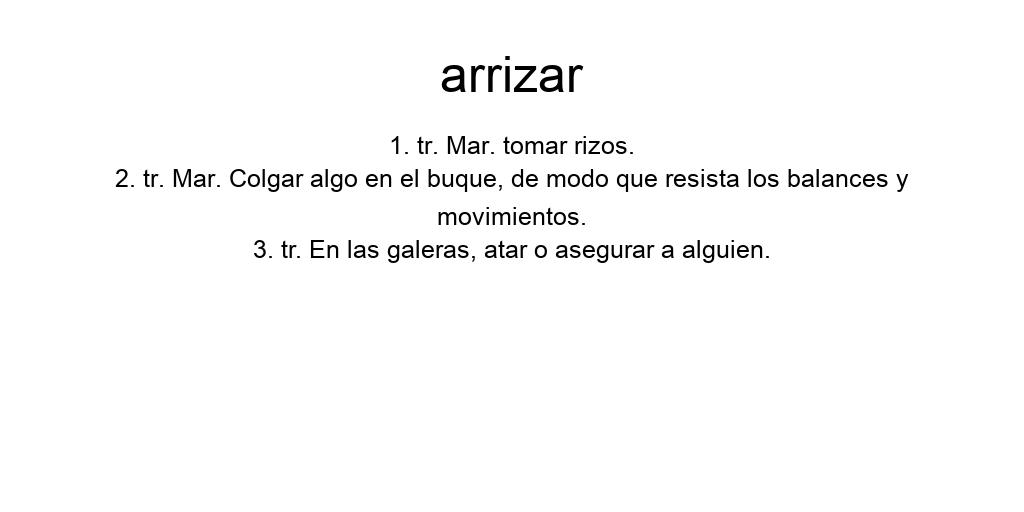 arrizar
1. tr. Mar. tomar rizos.
2. tr. Mar. Colgar algo en el buque, de modo que resista los balances y
movimientos.
3. tr. En las galeras, atar o asegurar a alguien.